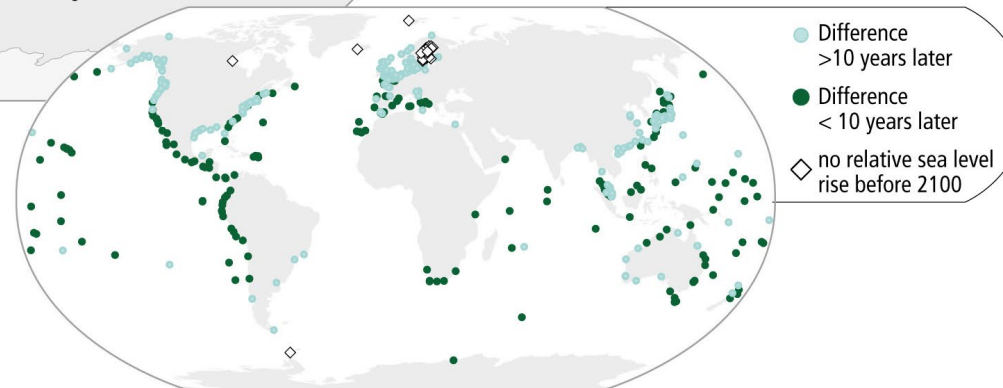 Difference
>10 years later
Difference
< 10 years later
no relative sea level
rise before 2100